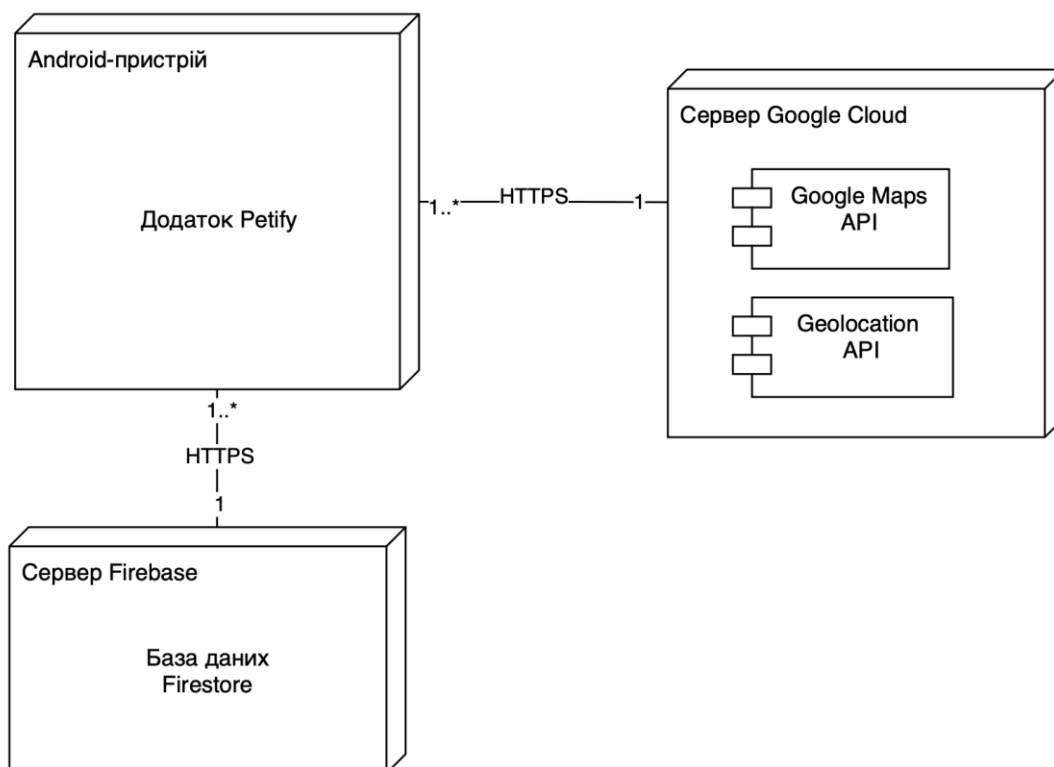 Android-пристрій
Додаток Petify
Сервер Google Cloud
Google Maps
API
1..*
HTTPS
1
Geolocation
API
1..*
HTTPS
1
Сервер Firebase
База даних
Firestore